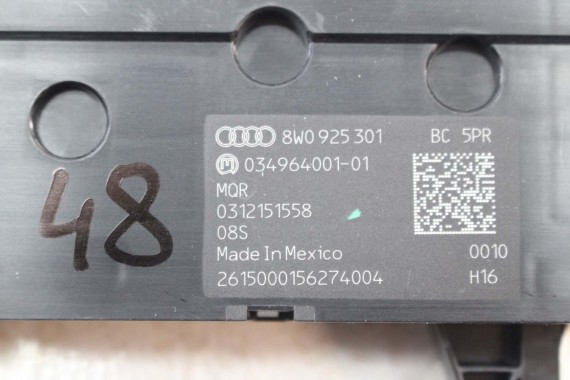 48
8W0 925 301 BC 5PR
M 034964001-01
MQR
0312151558
08S
Made In Mexico 0010
2615000156274004 H16